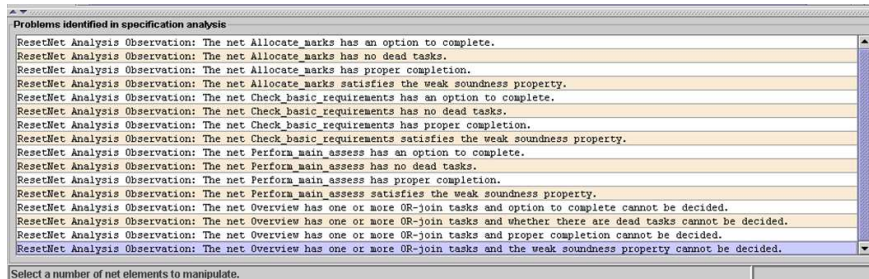 Problems identified in specification analysis
ResetNet Analysis Observation: The net Allocate_marks has an option to complete.
ResetNet Analysis Observation: The net Allocate_marks has no dead tasks.
ResetNet Analysis Observation: The net Allocate_marks has proper completion.
ResetNet Analysis Observation: The net Allocate_marks satisfies the weak soundness property.
ResetNet Analysis Observation: The net Check_basic_requirements has an option to complete.
ResetNet Analysis Observation: The net Check_basic_requirements has no dead tasks.
ResetNet Analysis Observation: The net Check_basic_requirements has proper completion.
ResetNet Analysis Observation: The net Check_basic_requirements satisfies the weak soundness property.
ResetNet Analysis Observation: The net Perform_main_assess has an option to complete.
ResetNet Analysis Observation: The net Perform_main_assess has no dead tasks.
ResetNet Analysis Observation: The net Perform_main_assess has proper completion.
ResetNet Analysis Observation: The net Perform_main_assess satisfies the weak soundness property.
ResetNet Analysis Observation: The net Overview has one or more OR-join tasks and option to complete cannot be decided.
ResetNet Analysis Observation: The net Overview has one or more OR-join tasks and whether there are dead tasks cannot be decided.
ResetNet Analysis Observation: The net Overview has one or more OR-join tasks and proper completion cannot be decided.
ResetNet Analysis Observation: The net Overview has one or more OR-join tasks and the weak soundness property cannot be decided.
Select a number of net elements to manipulate.